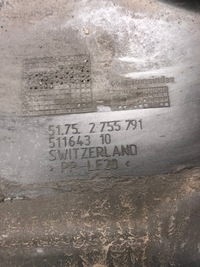 51.75. 2 755 791
511643 10
SWITZERLAND
> PP-LF20 <